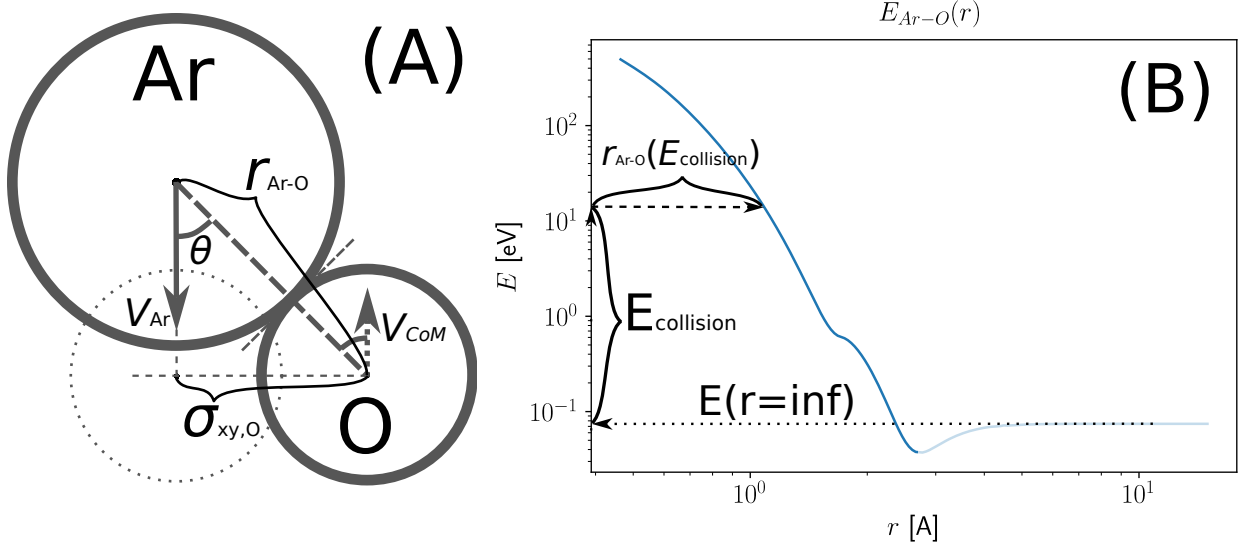 (A)
Ar
r Ar-O
θ
V Ar
V CoM
σ xy,O
O
E_{Ar−O}(r)
(B)
10^2
r Ar-O (E collision)
10^1
E [eV]
E collision
10^0
E(r=inf)
10^{−1}
10^0 10^1
r [A]